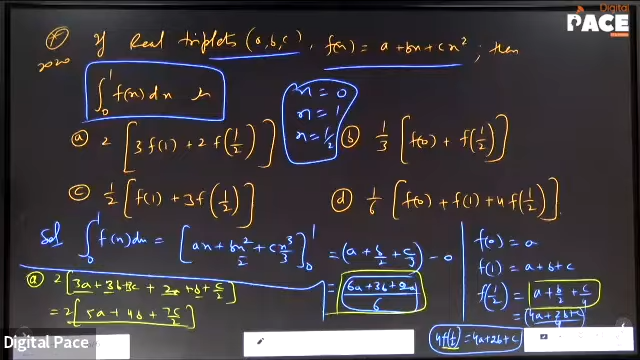 Digital
PACE
If Real triplets (a,b,c), f(x) = a+bx+cx² ; then
2020
∫₀¹ f(x)dx is
x = 0
x = 1
x = 1/2
(a) 2 [3f(1) + 2f(1/2)]
(b) 1/3 [f(0) + f(1/2)]
(c) 1/2 [f(1) + 3f(1/2)]
(d) 1/6 [f(0) + f(1) + 4f(1/2)].
Sol ∫₀¹ f(x)dx = [ax + bx²/2 + cx³/3]₀¹ = (a + b/2 + c/3) − 0
= (6a+3b+2c)/6
f(0) = a
f(1) = a+b+c
f(1/2) = a + b/2 + c/4
= (4a+2b+c)/4
4f(1/2) = 4a+2b+c
(a) 2[3a+3b+3c + 2a+b+c/2]
= 2[5a+4b+7c/2]
Digital Pace